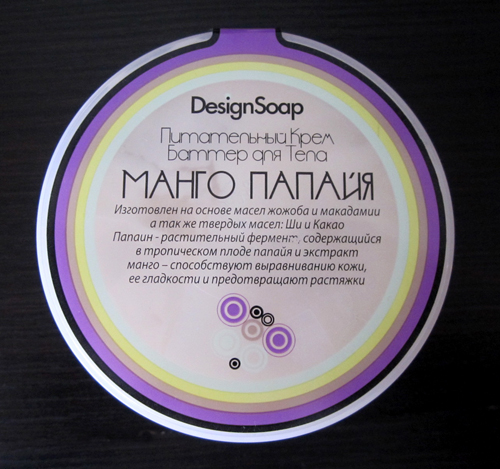 DesignSoap
Питательный Крем
Баттер для Тела
МАНГО ПАПАЙЯ
Изготовлен на основе масел жожоба и макадамии
а так же твердых масел: Ши и Какао
Папаин - растительный фермент, содержащийся
в тропическом плоде папайя и экстракт
манго – способствуют выравниванию кожи,
ее гладкости и предотвращают растяжки